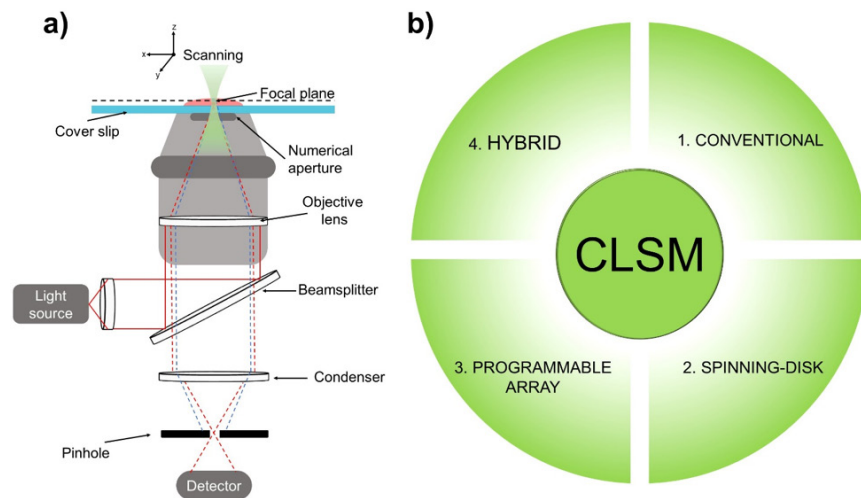 a)
z
x
y
Scanning
Focal plane
Cover slip
Numerical
aperture
Objective
lens
Light
source
Beamsplitter
Condenser
Pinhole
Detector
b)
4. HYBRID
1. CONVENTIONAL
CLSM
3. PROGRAMMABLE
ARRAY
2. SPINNING-DISK